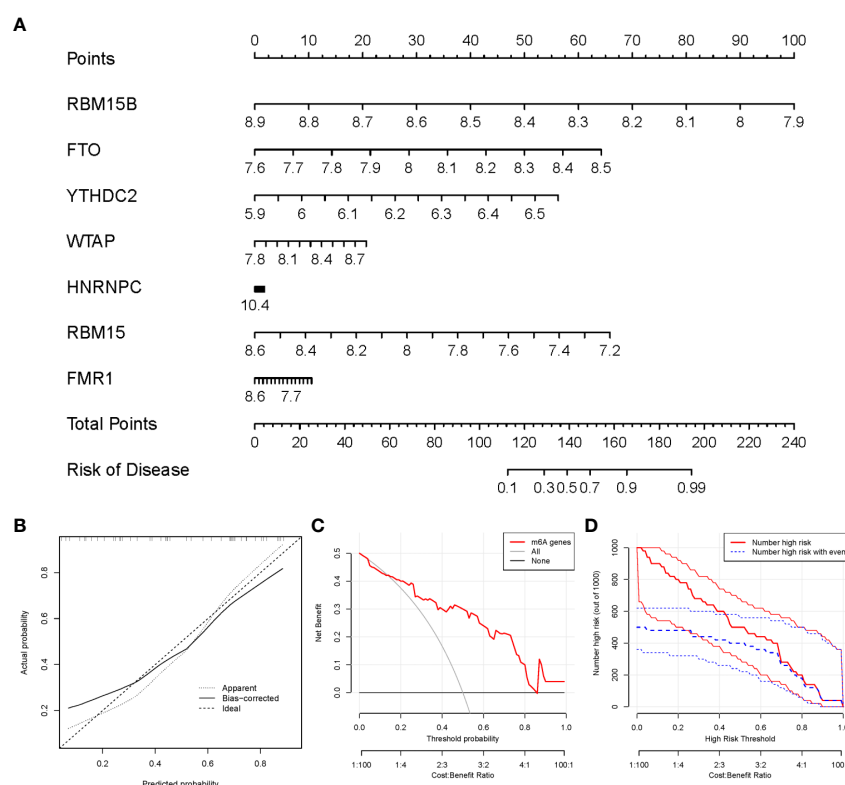 A
Points
0 10 20 30 40 50 60 70 80 90 100
RBM15B
8.9 8.8 8.7 8.6 8.5 8.4 8.3 8.2 8.1 8 7.9
FTO
7.6 7.7 7.8 7.9 8 8.1 8.2 8.3 8.4 8.5
YTHDC2
5.9 6 6.1 6.2 6.3 6.4 6.5
WTAP
7.8 8.1 8.4 8.7
HNRNPC
10.4
RBM15
8.6 8.4 8.2 8 7.8 7.6 7.4 7.2
FMR1
8.6 7.7
Total Points
0 20 40 60 80 100 120 140 160 180 200 220 240
Risk of Disease
0.1 0.3 0.5 0.7 0.9 0.99
B
Actual probability
0.8
0.6
0.4
0.2
Apparent
Bias-corrected
Ideal
0.2 0.4 0.6 0.8
Predicted probability
C
Net Benefit
0.5
0.4
0.3
0.2
0.1
0.0
m6A genes
All
None
0.0 0.2 0.4 0.6 0.8 1.0
Threshold probability
1:100 1:4 2:3 3:2 4:1 100:1
Cost:Benefit Ratio
D
Number high risk (out of 1000)
1000
800
600
400
200
0
Number high risk
Number high risk with even
0.0 0.2 0.4 0.6 0.8 1.0
High Risk Threshold
1:100 1:4 2:3 3:2 4:1 100
Cost:Benefit Ratio